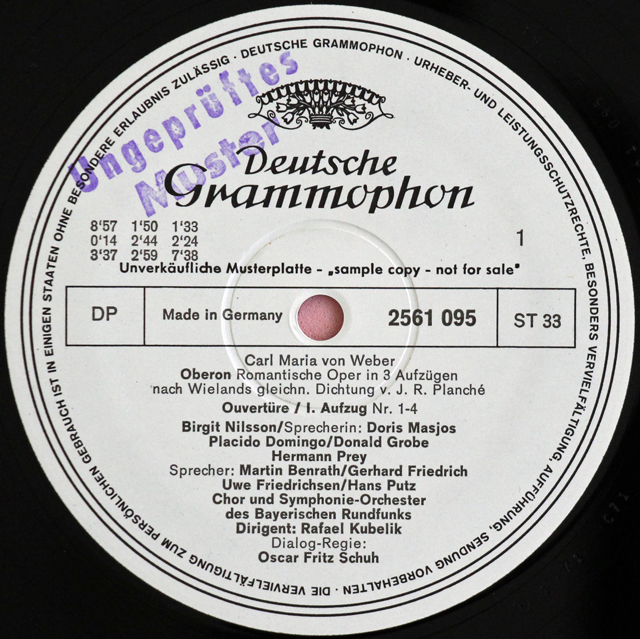 DIE VERVIELFÄLTIGUNG ZUM PERSÖNLICHEN GEBRAUCH IST IN EINIGEN STAATEN OHNE BESONDERE ERLAUBNIS ZULÄSSIG · DEUTSCHE GRAMMOPHON · URHEBER- UND LEISTUNGSSCHUTZRECHTE, BESONDERS VERVIELFÄLTIGUNG, AUFFÜHRUNG, SENDUNG VORBEHALTEN ·
Ungeprüftes
Muster
Deutsche
Grammophon
8'57 1'50 1'33
0'14 2'44 2'24
3'37 2'59 7'38
1
Unverkäufliche Musterplatte - „sample copy - not for sale"
DP Made in Germany 2561 095 ST 33
Carl Maria von Weber
Oberon Romantische Oper in 3 Aufzügen
nach Wielands gleichn. Dichtung v. J. R. Planché
Ouvertüre / I. Aufzug Nr. 1-4
Birgit Nilsson/Sprecherin: Doris Masjos
Placido Domingo/Donald Grobe
Hermann Prey
Sprecher: Martin Benrath/Gerhard Friedrich
Uwe Friedrichsen/Hans Putz
Chor und Symphonie-Orchester
des Bayerischen Rundfunks
Dirigent: Rafael Kubelik
Dialog-Regie:
Oscar Fritz Schuh